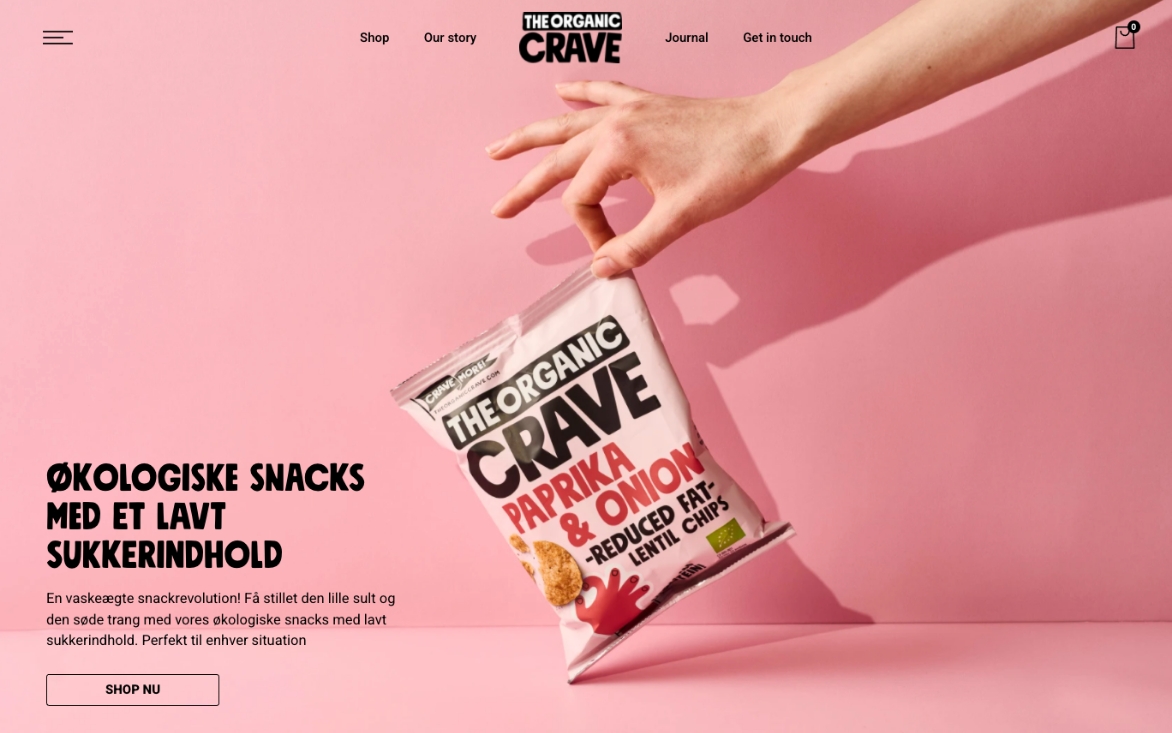 Shop
Our story
THE ORGANIC
CRAVE
Journal
Get in touch
0
CRAVE MORE!
THEORGANICCRAVE.COM
THE ORGANIC
CRAVE
PAPRIKA
& ONION
-REDUCED FAT-
LENTIL CHIPS
ØKOLOGISKE SNACKS
MED ET LAVT
SUKKERINDHOLD
En vaskeægte snackrevolution! Få stillet den lille sult og
den søde trang med vores økologiske snacks med lavt
sukkerindhold. Perfekt til enhver situation
SHOP NU